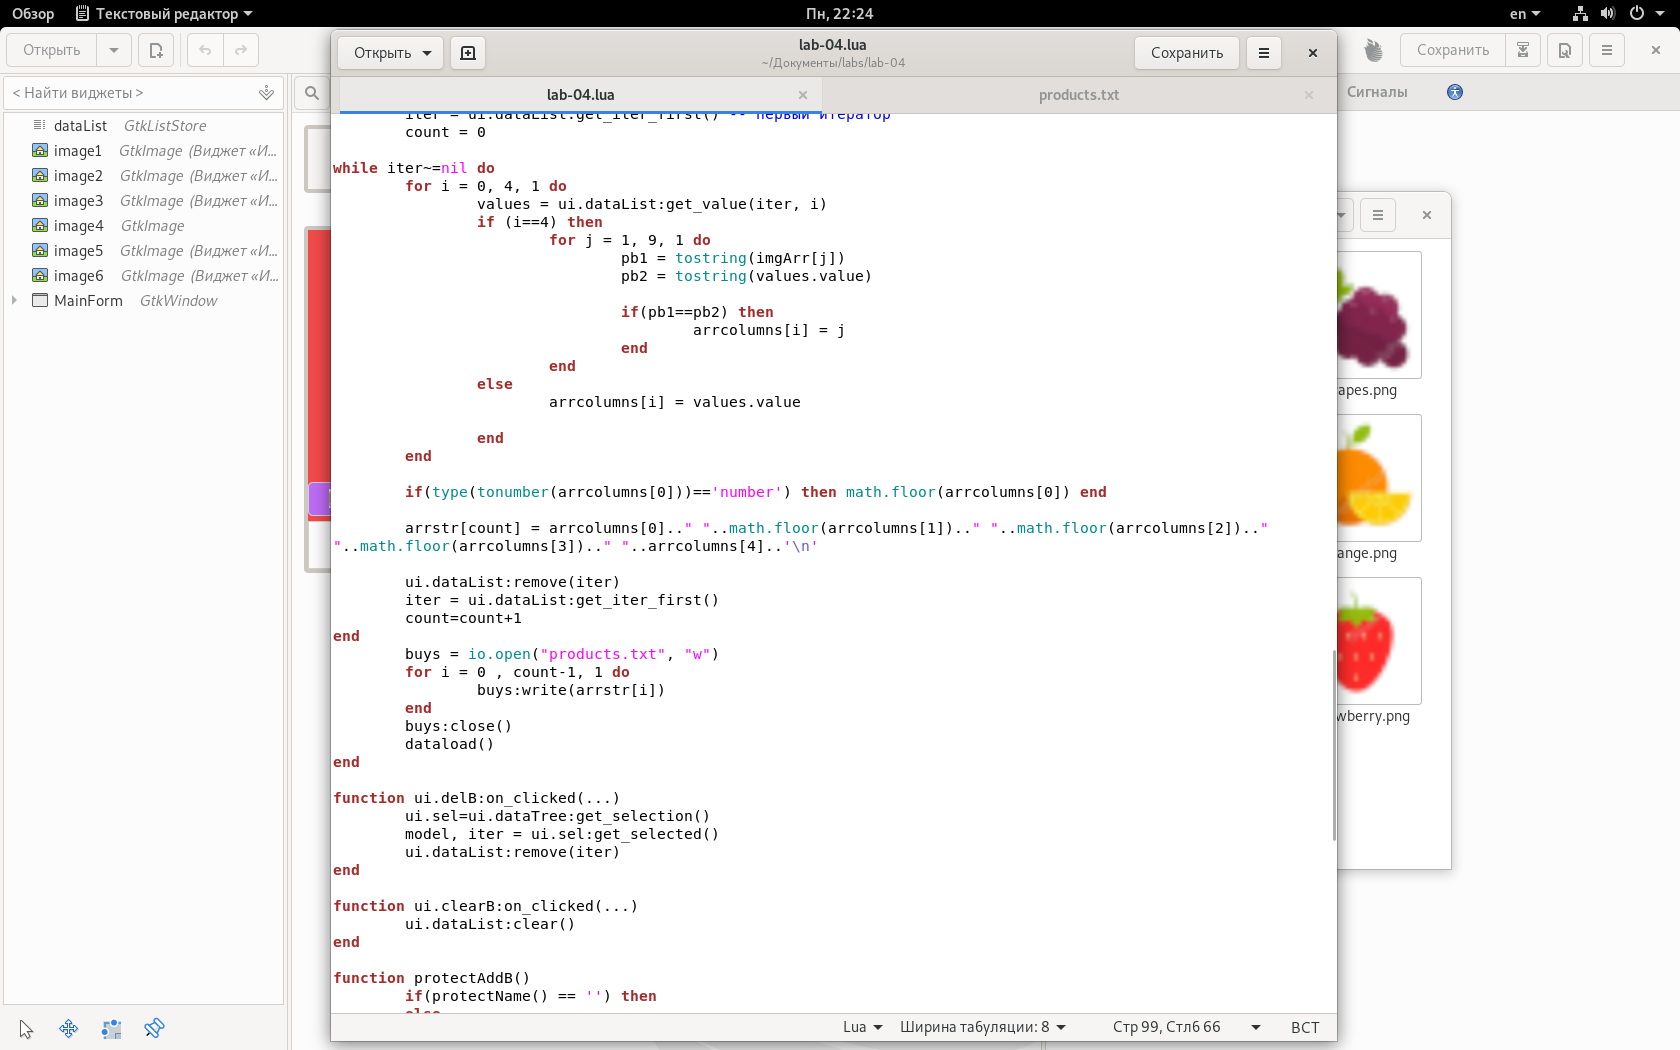 Обзор Текстовый редактор Пн, 22:24 en
Открыть Открыть lab-04.lua ~/Документы/labs/lab-04 Сохранить Сохранить
< Найти виджеты > lab-04.lua products.txt Сигналы
dataList GtkListStore
image1 GtkImage (Виджет «И...
image2 GtkImage (Виджет «И...
image3 GtkImage (Виджет «И...
image4 GtkImage
image5 GtkImage (Виджет «И...
image6 GtkImage (Виджет «И...
MainForm GtkWindow
iter = ui.dataList:get_iter_first() -- первый итератор
count = 0
while iter~=nil do
for i = 0, 4, 1 do
values = ui.dataList:get_value(iter, i)
if (i==4) then
for j = 1, 9, 1 do
pb1 = tostring(imgArr[j])
pb2 = tostring(values.value)
if(pb1==pb2) then
arrcolumns[i] = j
end
end
else
arrcolumns[i] = values.value
end
end
if(type(tonumber(arrcolumns[0]))=='number') then math.floor(arrcolumns[0]) end
arrstr[count] = arrcolumns[0].." "..math.floor(arrcolumns[1]).." "..math.floor(arrcolumns[2]).."
"..math.floor(arrcolumns[3]).." "..arrcolumns[4]..'\n'
ui.dataList:remove(iter)
iter = ui.dataList:get_iter_first()
count=count+1
end
buys = io.open("products.txt", "w")
for i = 0 , count-1, 1 do
buys:write(arrstr[i])
end
buys:close()
dataload()
end
function ui.delB:on_clicked(...)
ui.sel=ui.dataTree:get_selection()
model, iter = ui.sel:get_selected()
ui.dataList:remove(iter)
end
function ui.clearB:on_clicked(...)
ui.dataList:clear()
end
function protectAddB()
if(protectName() == '') then
else
apes.png
ange.png
wberry.png
Lua Ширина табуляции: 8 Стр 99, Стлб 66 ВСТ